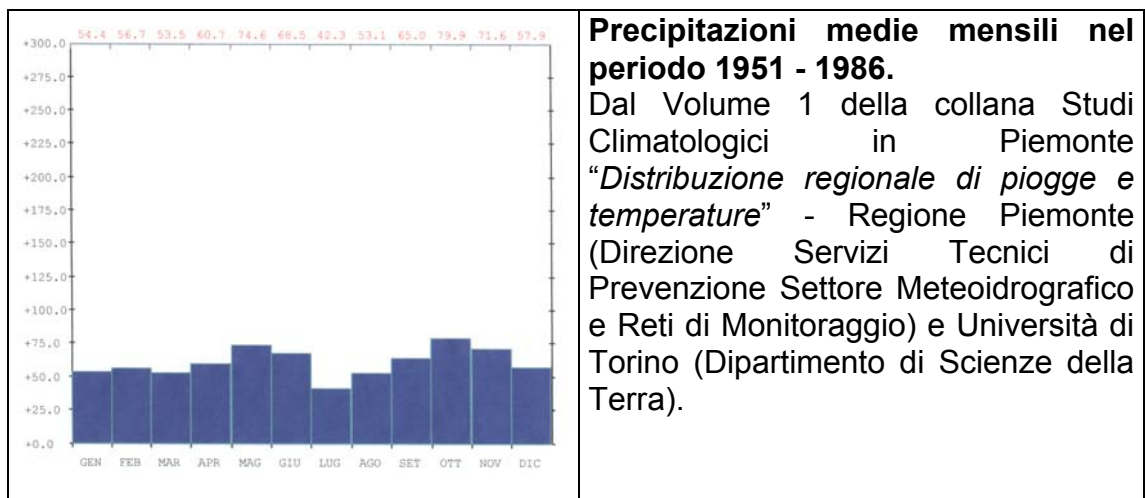 54.4 56.7 53.5 60.7 74.6 68.5 42.3 53.1 65.0 79.9 71.6 57.9
+300.0
+275.0
+250.0
+225.0
+200.0
+175.0
+150.0
+125.0
+100.0
+75.0
+50.0
+25.0
+0.0
GEN FEB MAR APR MAG GIU LUG AGO SET OTT NOV DIC
Precipitazioni medie mensili nel
periodo 1951 - 1986.
Dal Volume 1 della collana Studi
Climatologici in Piemonte
“Distribuzione regionale di piogge e
temperature” - Regione Piemonte
(Direzione Servizi Tecnici di
Prevenzione Settore Meteoidrografico
e Reti di Monitoraggio) e Università di
Torino (Dipartimento di Scienze della
Terra).